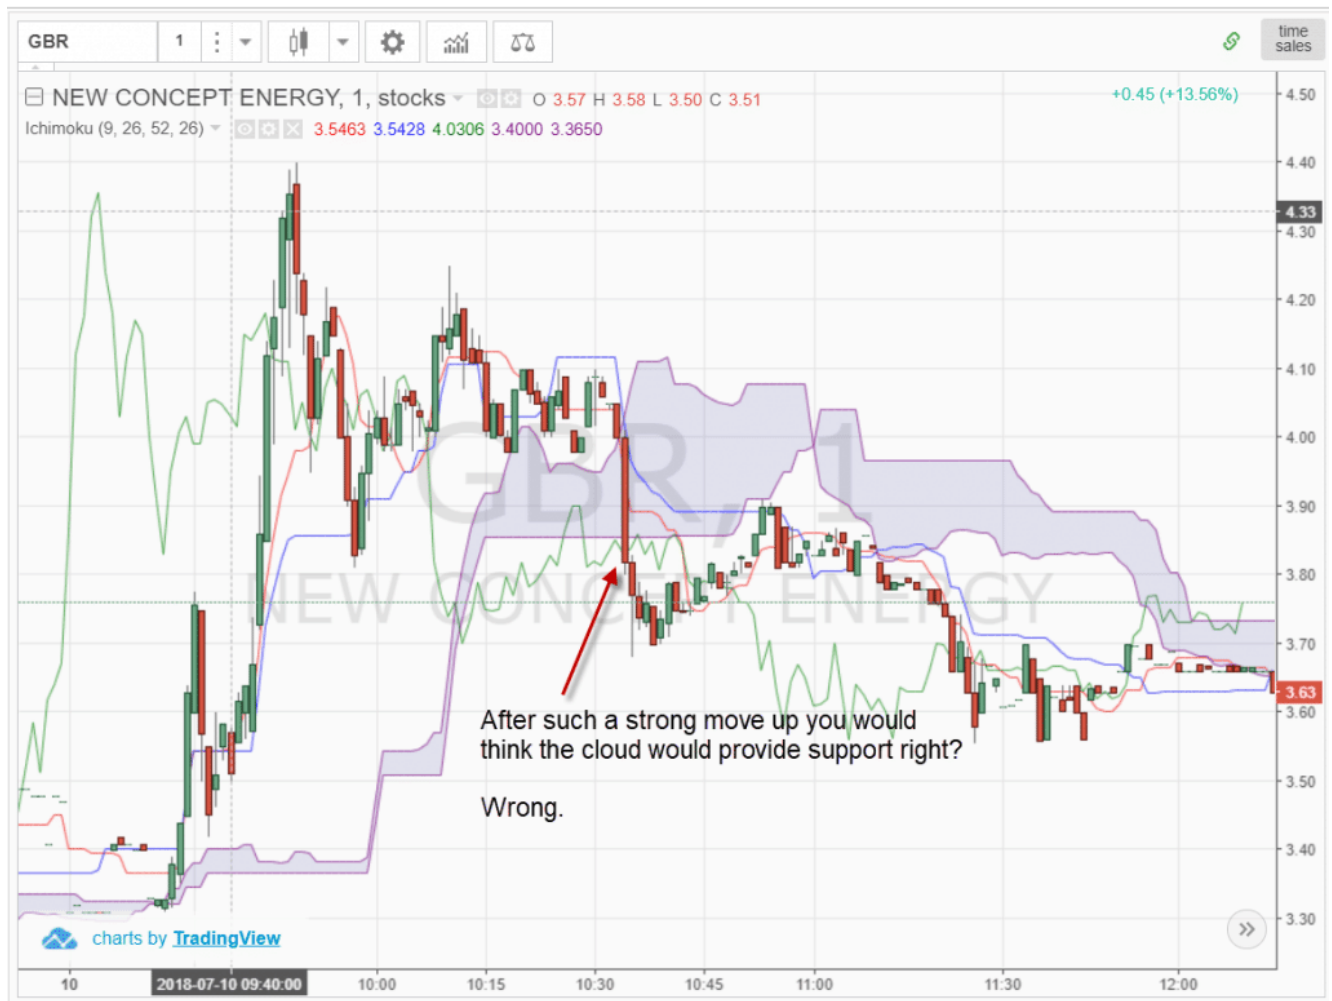 GBR 1 time
sales
NEW CONCEPT ENERGY, 1, stocks O 3.57 H 3.58 L 3.50 C 3.51 +0.45 (+13.56%)
Ichimoku (9, 26, 52, 26) 3.5463 3.5428 4.0306 3.4000 3.3650
4.50
4.40
4.33
4.30
4.20
4.10
4.00
3.90
3.80
3.70
3.63
3.60
3.50
3.40
3.30
GBR, 1
NEW CONCEPT ENERGY
After such a strong move up you would
think the cloud would provide support right?
Wrong.
charts by TradingView
10 2018-07-10 09:40:00 10:00 10:15 10:30 10:45 11:00 11:30 12:00